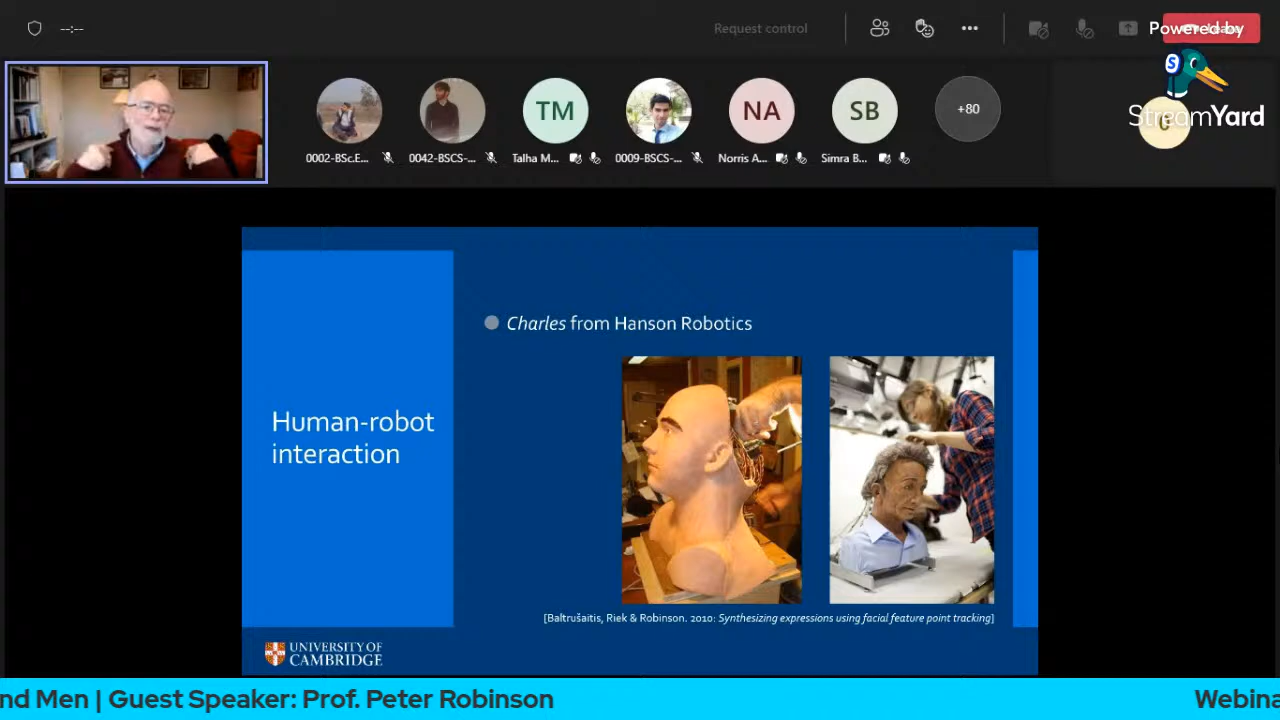 --:--
Request control
Powered by
StreamYard
0002-BSc.E...
0042-BSCS-...
TM
Talha M...
0009-BSCS-...
NA
Norris A...
SB
Simra B...
+80
Human-robot
interaction
Charles from Hanson Robotics
[Baltrušaitis, Riek & Robinson. 2010: Synthesizing expressions using facial feature point tracking]
UNIVERSITY OF
CAMBRIDGE
nd Men | Guest Speaker: Prof. Peter Robinson
Webina